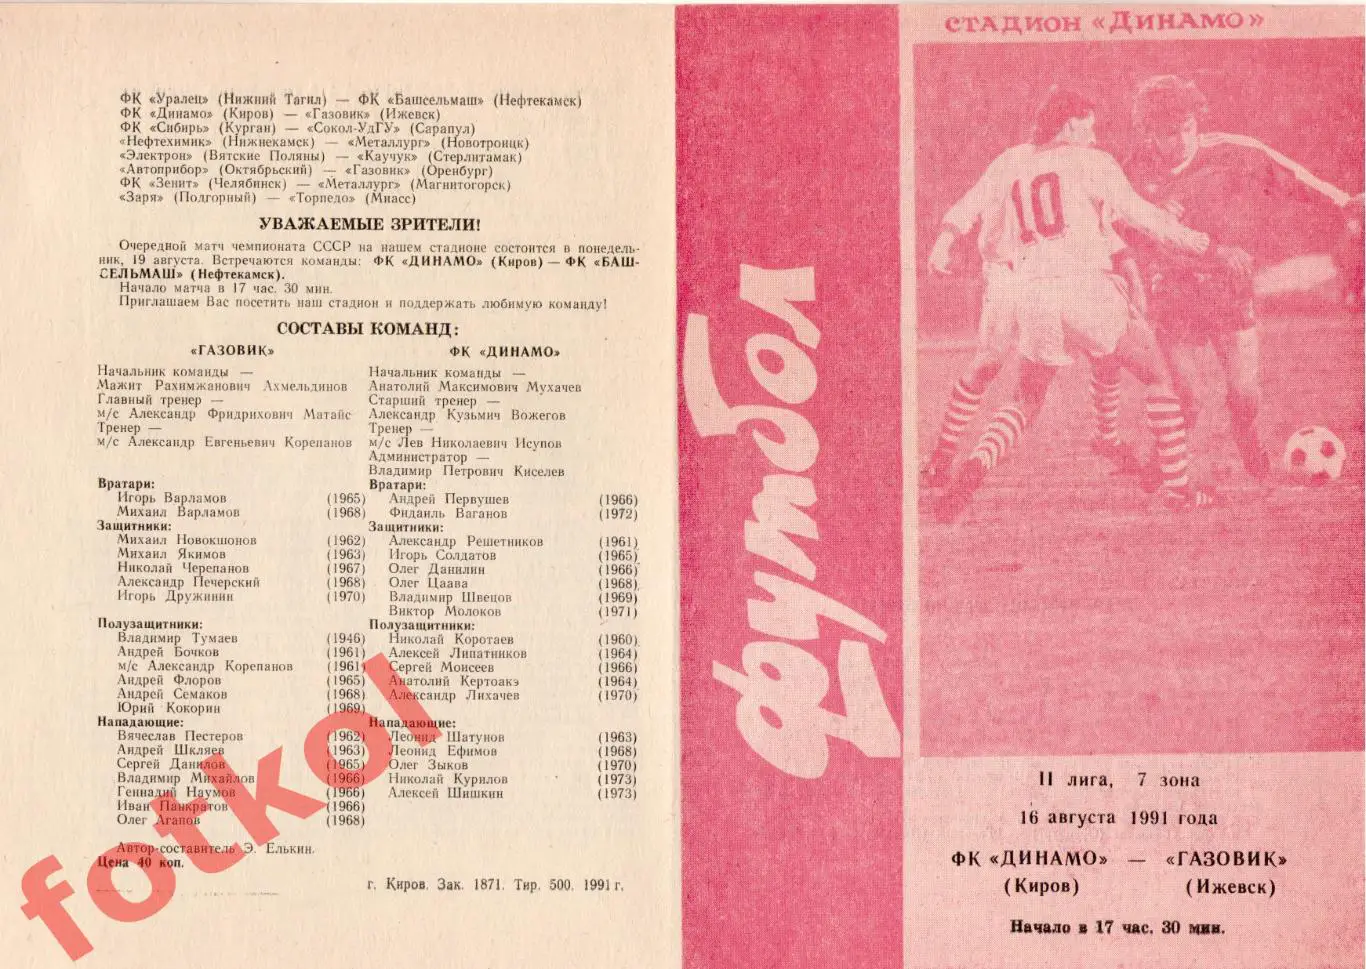 ФК «Уралец» (Нижний Тагил) — ФК «Башсельмаш» (Нефтекамск)
ФК «Динамо» (Киров) — «Газовик» (Ижевск)
ФК «Сибирь» (Курган) — «Сокол-УдГУ» (Сарапул)
«Нефтехимик» (Нижнекамск) — «Металлург» (Новотроицк)
«Электрон» (Вятские Поляны) — «Каучук» (Стерлитамак)
«Автоприбор» (Октябрьский) — «Газовик» (Оренбург)
ФК «Зенит» (Челябинск) — «Металлург» (Магнитогорск)
«Заря» (Подгорный) — «Торпедо» (Миасс)
УВАЖАЕМЫЕ ЗРИТЕЛИ!
Очередной матч чемпионата СССР на нашем стадионе состоится в понедель-
ник, 19 августа. Встречаются команды: ФК «ДИНАМО» (Киров) — ФК «БАШ-
СЕЛЬМАШ» (Нефтекамск).
Начало матча в 17 час. 30 мин.
Приглашаем Вас посетить наш стадион и поддержать любимую команду!
СОСТАВЫ КОМАНД:
«ГАЗОВИК»
Начальник команды —
Мажит Рахимжанович Ахмельдинов
Главный тренер —
м/с Александр Фридрихович Матайс
Тренер —
м/с Александр Евгеньевич Корепанов
Вратари:
Игорь Варламов (1965)
Михаил Варламов (1968)
Защитники:
Михаил Новокшонов (1962)
Михаил Якимов (1963)
Николай Черепанов (1967)
Александр Печерский (1968)
Игорь Дружинин (1970)
Полузащитники:
Владимир Тумаев (1946)
Андрей Бочков (1961)
м/с Александр Корепанов (1961)
Андрей Флоров (1965)
Андрей Семаков (1968)
Юрий Кокорин (1969)
Нападающие:
Вячеслав Пестеров (1962)
Андрей Шкляев (1963)
Сергей Данилов (1965)
Владимир Михайлов (1966)
Геннадий Наумов (1966)
Иван Панкратов (1966)
Олег Аганов (1968)
ФК «ДИНАМО»
Начальник команды —
Анатолий Максимович Мухачев
Старший тренер —
Александр Кузьмич Вожегов
Тренер —
м/с Лев Николаевич Исупов
Администратор —
Владимир Петрович Киселев
Вратари:
Андрей Первушев (1966)
Фидаиль Ваганов (1972)
Защитники:
Александр Решетников (1961)
Игорь Солдатов (1965)
Олег Данилин (1966)
Олег Цаава (1968)
Владимир Швецов (1969)
Виктор Молоков (1971)
Полузащитники:
Николай Коротаев (1960)
Алексей Липатников (1964)
Сергей Моисеев (1966)
Анатолий Кертоакэ (1964)
Александр Лихачев (1970)
Нападающие:
Леонид Шатунов (1963)
Леонид Ефимов (1968)
Олег Зыков (1970)
Николай Курилов (1973)
Алексей Шишкин (1973)
Автор-составитель Э. Елькин.
Цена 40 коп.
г. Киров. Зак. 1871. Тир. 500. 1991 г.
fotkol
футбол
СТАДИОН «ДИНАМО»
10
II лига, 7 зона
16 августа 1991 года
ФК «ДИНАМО» — «ГАЗОВИК»
(Киров) (Ижевск)
Начало в 17 час. 30 мин.